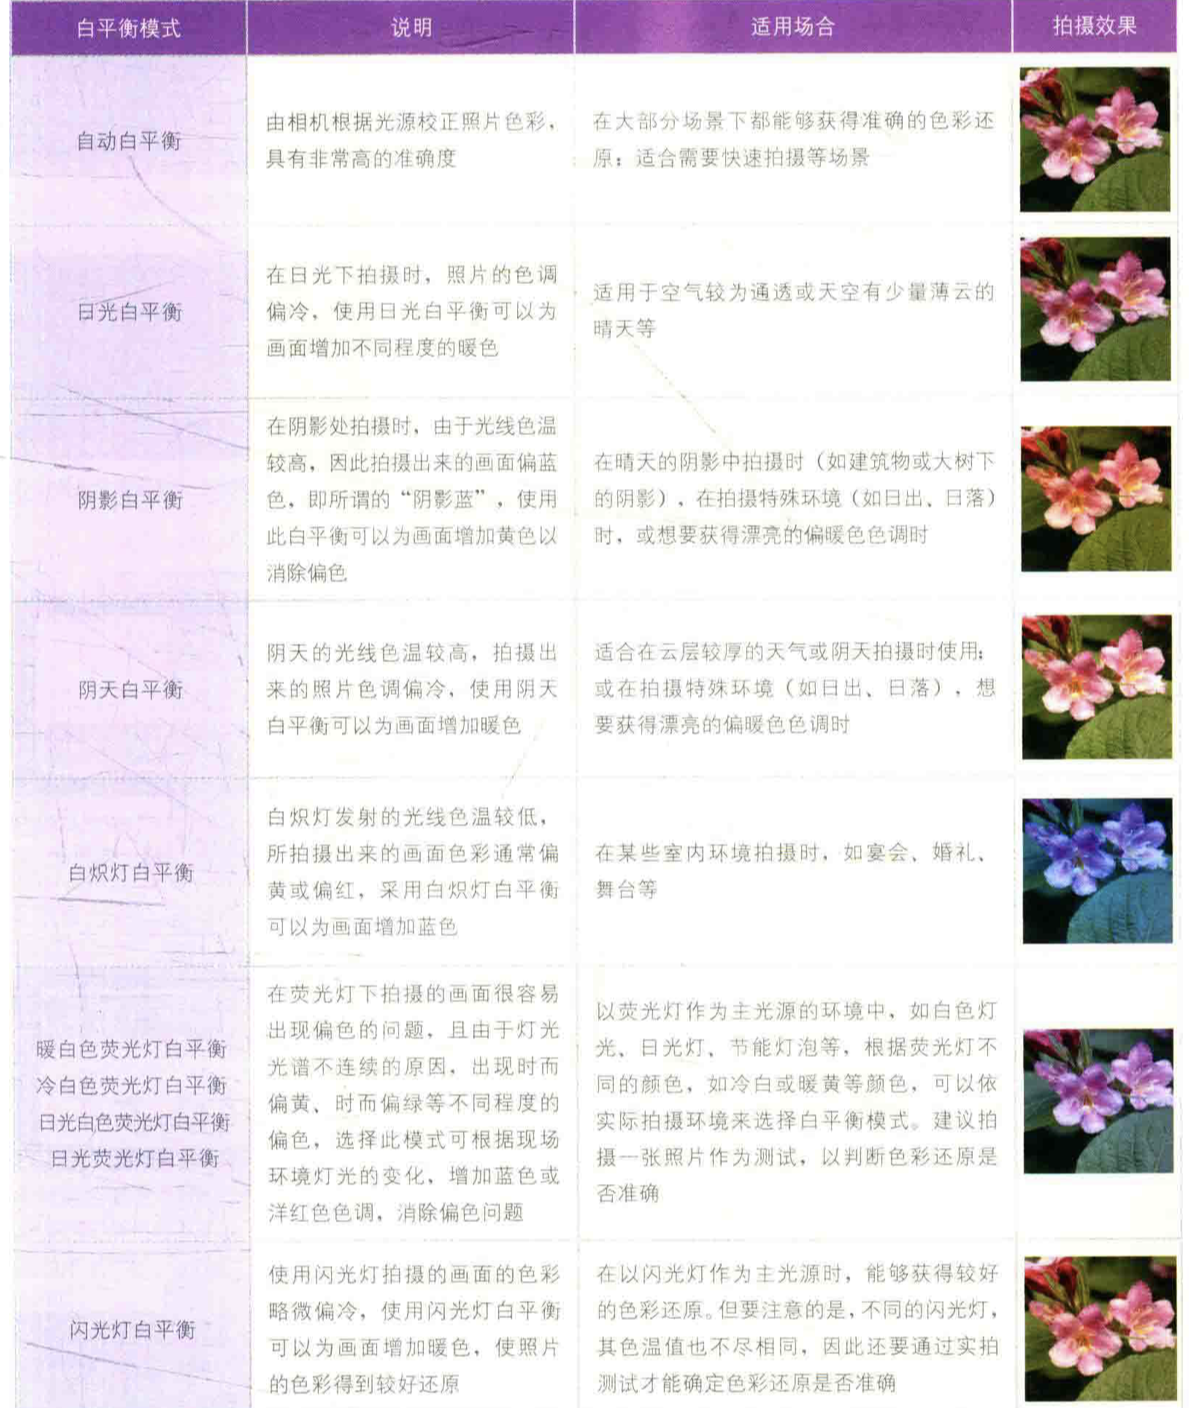 白平衡模式
说明
适用场合
拍摄效果
自动白平衡
由相机根据光源校正照片色彩，
具有非常高的准确度
在大部分场景下都能够获得准确的色彩还
原；适合需要快速拍摄等场景
日光白平衡
在日光下拍摄时，照片的色调
偏冷，使用日光白平衡可以为
画面增加不同程度的暖色
适用于空气较为通透或天空有少量薄云的
晴天等
阴影白平衡
在阴影处拍摄时，由于光线色温
较高，因此拍摄出来的画面偏蓝
色，即所谓的“阴影蓝”，使用
此白平衡可以为画面增加黄色以
消除偏色
在晴天的阴影中拍摄时（如建筑物或大树下
的阴影），在拍摄特殊环境（如日出、日落）
时，或想要获得漂亮的偏暖色色调时
阴天白平衡
阴天的光线色温较高，拍摄出
来的照片色调偏冷，使用阴天
白平衡可以为画面增加暖色
适合在云层较厚的天气或阴天拍摄时使用；
或在拍摄特殊环境（如日出、日落），想
要获得漂亮的偏暖色色调时
白炽灯白平衡
白炽灯发射的光线色温较低，
所拍摄出来的画面色彩通常偏
黄或偏红，采用白炽灯白平衡
可以为画面增加蓝色
在某些室内环境拍摄时，如宴会、婚礼、
舞台等
暖白色荧光灯白平衡
冷白色荧光灯白平衡
日光白色荧光灯白平衡
日光荧光灯白平衡
在荧光灯下拍摄的画面很容易
出现偏色的问题，且由于灯光
光谱不连续的原因，出现时而
偏黄、时而偏绿等不同程度的
偏色，选择此模式可根据现场
环境灯光的变化，增加蓝色或
洋红色色调，消除偏色问题
以荧光灯作为主光源的环境中，如白色灯
光、日光灯、节能灯泡等，根据荧光灯不
同的颜色，如冷白或暖黄等颜色，可以依
实际拍摄环境来选择白平衡模式。建议拍
摄一张照片作为测试，以判断色彩还原是
否准确
闪光灯白平衡
使用闪光灯拍摄的画面的色彩
略微偏冷，使用闪光灯白平衡
可以为画面增加暖色，使照片
的色彩得到较好还原
在以闪光灯作为主光源时，能够获得较好
的色彩还原。但要注意的是，不同的闪光灯，
其色温值也不尽相同，因此还要通过实拍
测试才能确定色彩还原是否准确